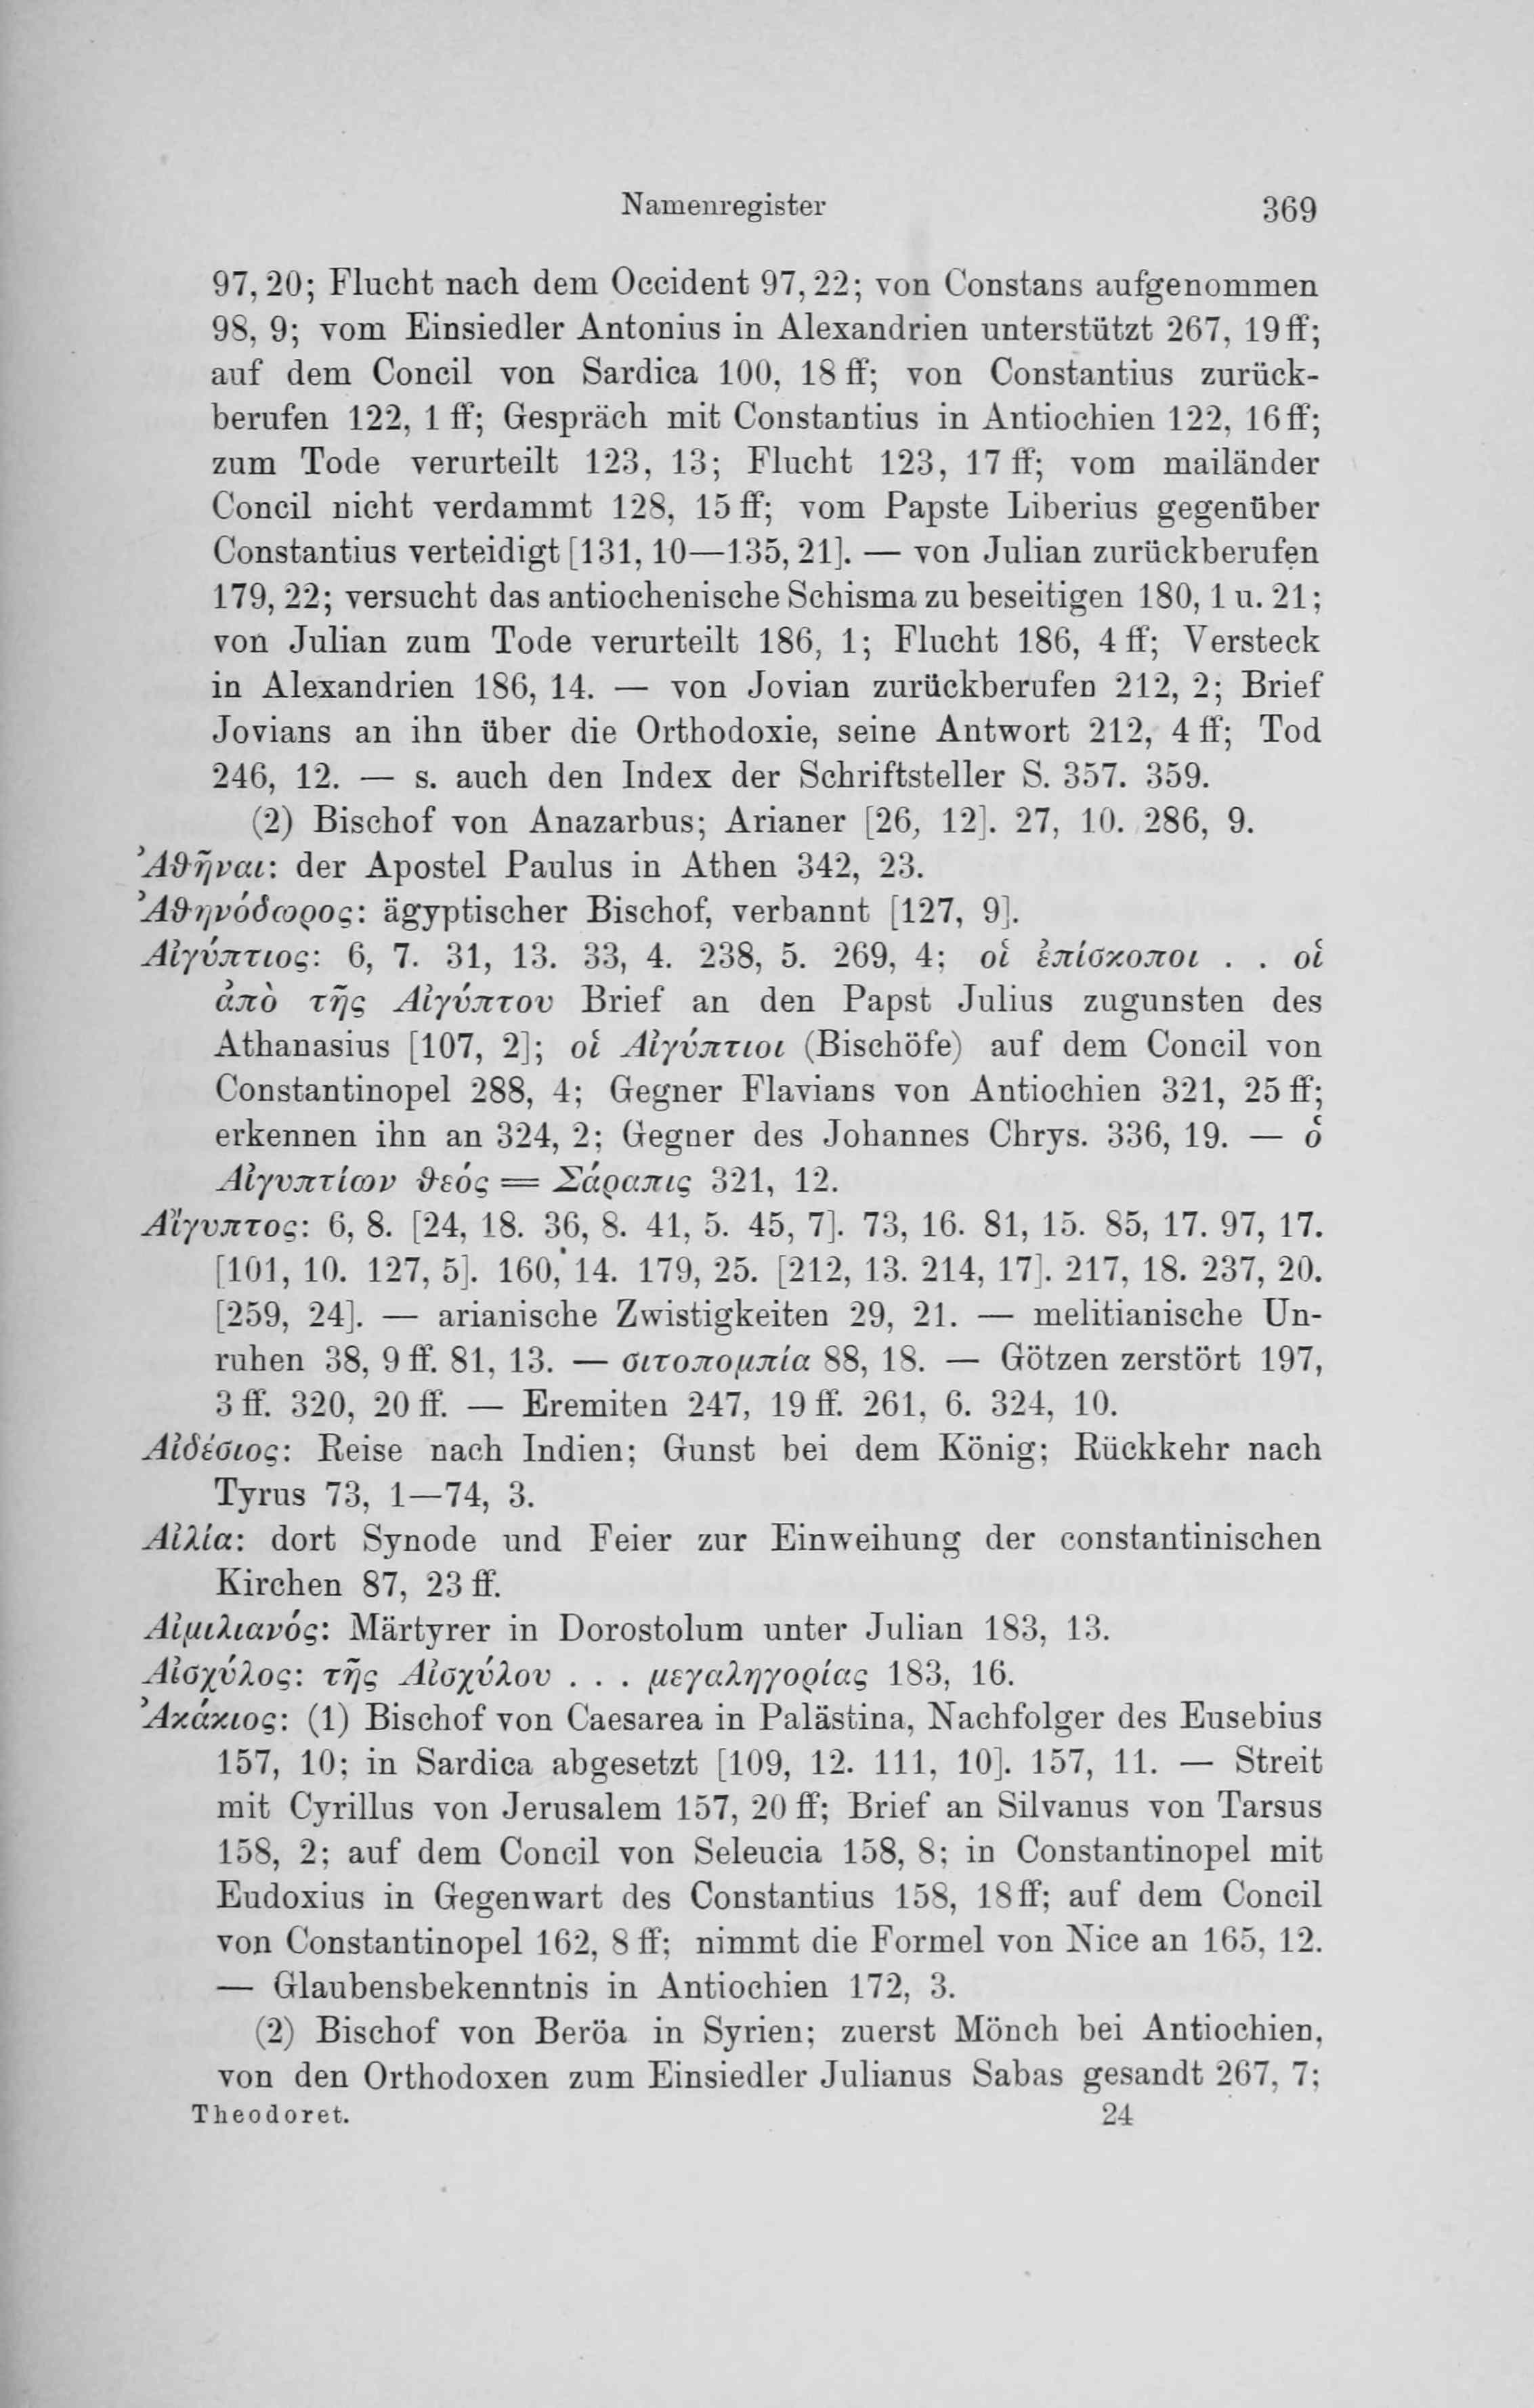 Namenregister 369
97, 20; Flucht nach dem Occident 97, 22; von Constans aufgenommen
98, 9; vom Einsiedler Antonius in Alexandrien unterstützt 267, 19 ff;
auf dem Concil von Sardica 100, 18 ff; von Constantius zurück-
berufen 122, 1 ff; Gespräch mit Constantius in Antiochien 122, 16 ff;
zum Tode verurteilt 123, 13; Flucht 123, 17 ff; vom mailänder
Concil nicht verdammt 128, 15 ff; vom Papste Liberius gegenüber
Constantius verteidigt [131, 10—135, 21]. — von Julian zurückberufen
179, 22; versucht das antiochenische Schisma zu beseitigen 180, 1 u. 21;
von Julian zum Tode verurteilt 186, 1; Flucht 186, 4 ff; Versteck
in Alexandrien 186, 14. — von Jovian zurückberufen 212, 2; Brief
Jovians an ihn über die Orthodoxie, seine Antwort 212, 4 ff; Tod
246, 12. — s. auch den Index der Schriftsteller S. 357. 359.
(2) Bischof von Anazarbus; Arianer [26, 12]. 27, 10. 286, 9.
Ἀθῆναι: der Apostel Paulus in Athen 342, 23.
Ἀθηνόδωρος: ägyptischer Bischof, verbannt [127, 9].
Αἰγύπτιος: 6, 7. 31, 13. 33, 4. 238, 5. 269, 4; οἱ ἐπίσκοποι . . οἱ
ἀπὸ τῆς Αἰγύπτου Brief an den Papst Julius zugunsten des
Athanasius [107, 2]; οἱ Αἰγύπτιοι (Bischöfe) auf dem Concil von
Constantinopel 288, 4; Gegner Flavians von Antiochien 321, 25 ff;
erkennen ihn an 324, 2; Gegner des Johannes Chrys. 336, 19. — ὁ
Αἰγυπτίων θεός = Σάραπις 321, 12.
Αἴγυπτος: 6, 8. [24, 18. 36, 8. 41, 5. 45, 7]. 73, 16. 81, 15. 85, 17. 97, 17.
[101, 10. 127, 5]. 160, 14. 179, 25. [212, 13. 214, 17]. 217, 18. 237, 20.
[259, 24]. — arianische Zwistigkeiten 29, 21. — melitianische Un-
ruhen 38, 9 ff. 81, 13. — σιτοπομπία 88, 18. — Götzen zerstört 197,
3 ff. 320, 20 ff. — Eremiten 247, 19 ff. 261, 6. 324, 10.
Αἰδέσιος: Reise nach Indien; Gunst bei dem König; Rückkehr nach
Tyrus 73, 1—74, 3.
Αἰλία: dort Synode und Feier zur Einweihung der constantinischen
Kirchen 87, 23 ff.
Αἰμιλιανός: Märtyrer in Dorostolum unter Julian 183, 13.
Αἰσχύλος: τῆς Αἰσχύλου . . . μεγαληγορίας 183, 16.
Ἀκάκιος: (1) Bischof von Caesarea in Palästina, Nachfolger des Eusebius
157, 10; in Sardica abgesetzt [109, 12. 111, 10]. 157, 11. — Streit
mit Cyrillus von Jerusalem 157, 20 ff; Brief an Silvanus von Tarsus
158, 2; auf dem Concil von Seleucia 158, 8; in Constantinopel mit
Eudoxius in Gegenwart des Constantius 158, 18 ff; auf dem Concil
von Constantinopel 162, 8 ff; nimmt die Formel von Nice an 165, 12.
— Glaubensbekenntnis in Antiochien 172, 3.
(2) Bischof von Beröa in Syrien; zuerst Mönch bei Antiochien,
von den Orthodoxen zum Einsiedler Julianus Sabas gesandt 267, 7;
Theodoret. 24